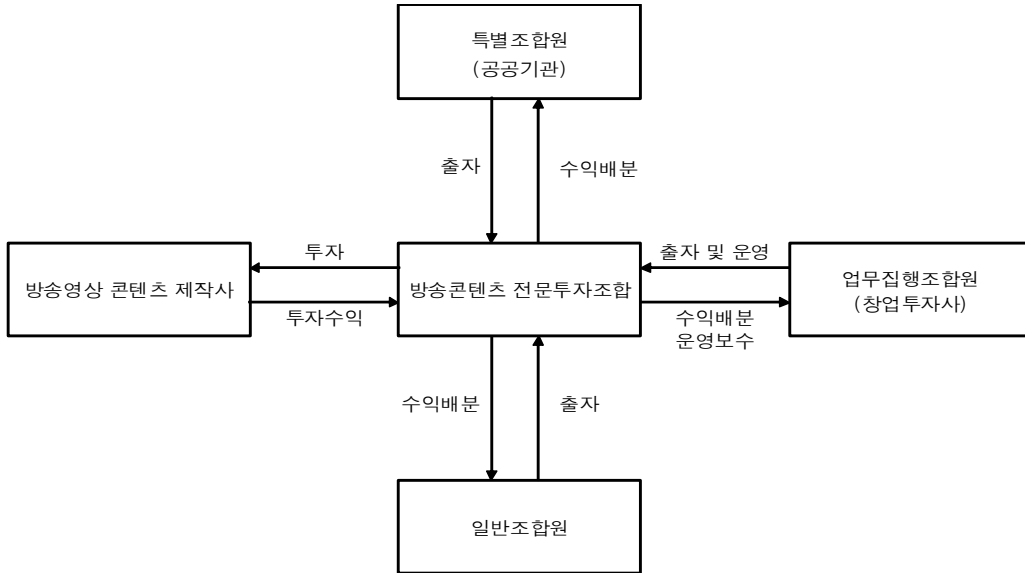 특별조합원
(공공기관)
출자
수익배분
투자
출자 및 운영
방송영상 콘텐츠 제작사
방송콘텐츠 전문투자조합
업무집행조합원
(창업투자사)
투자수익
수익배분
운영보수
수익배분
출자
일반조합원